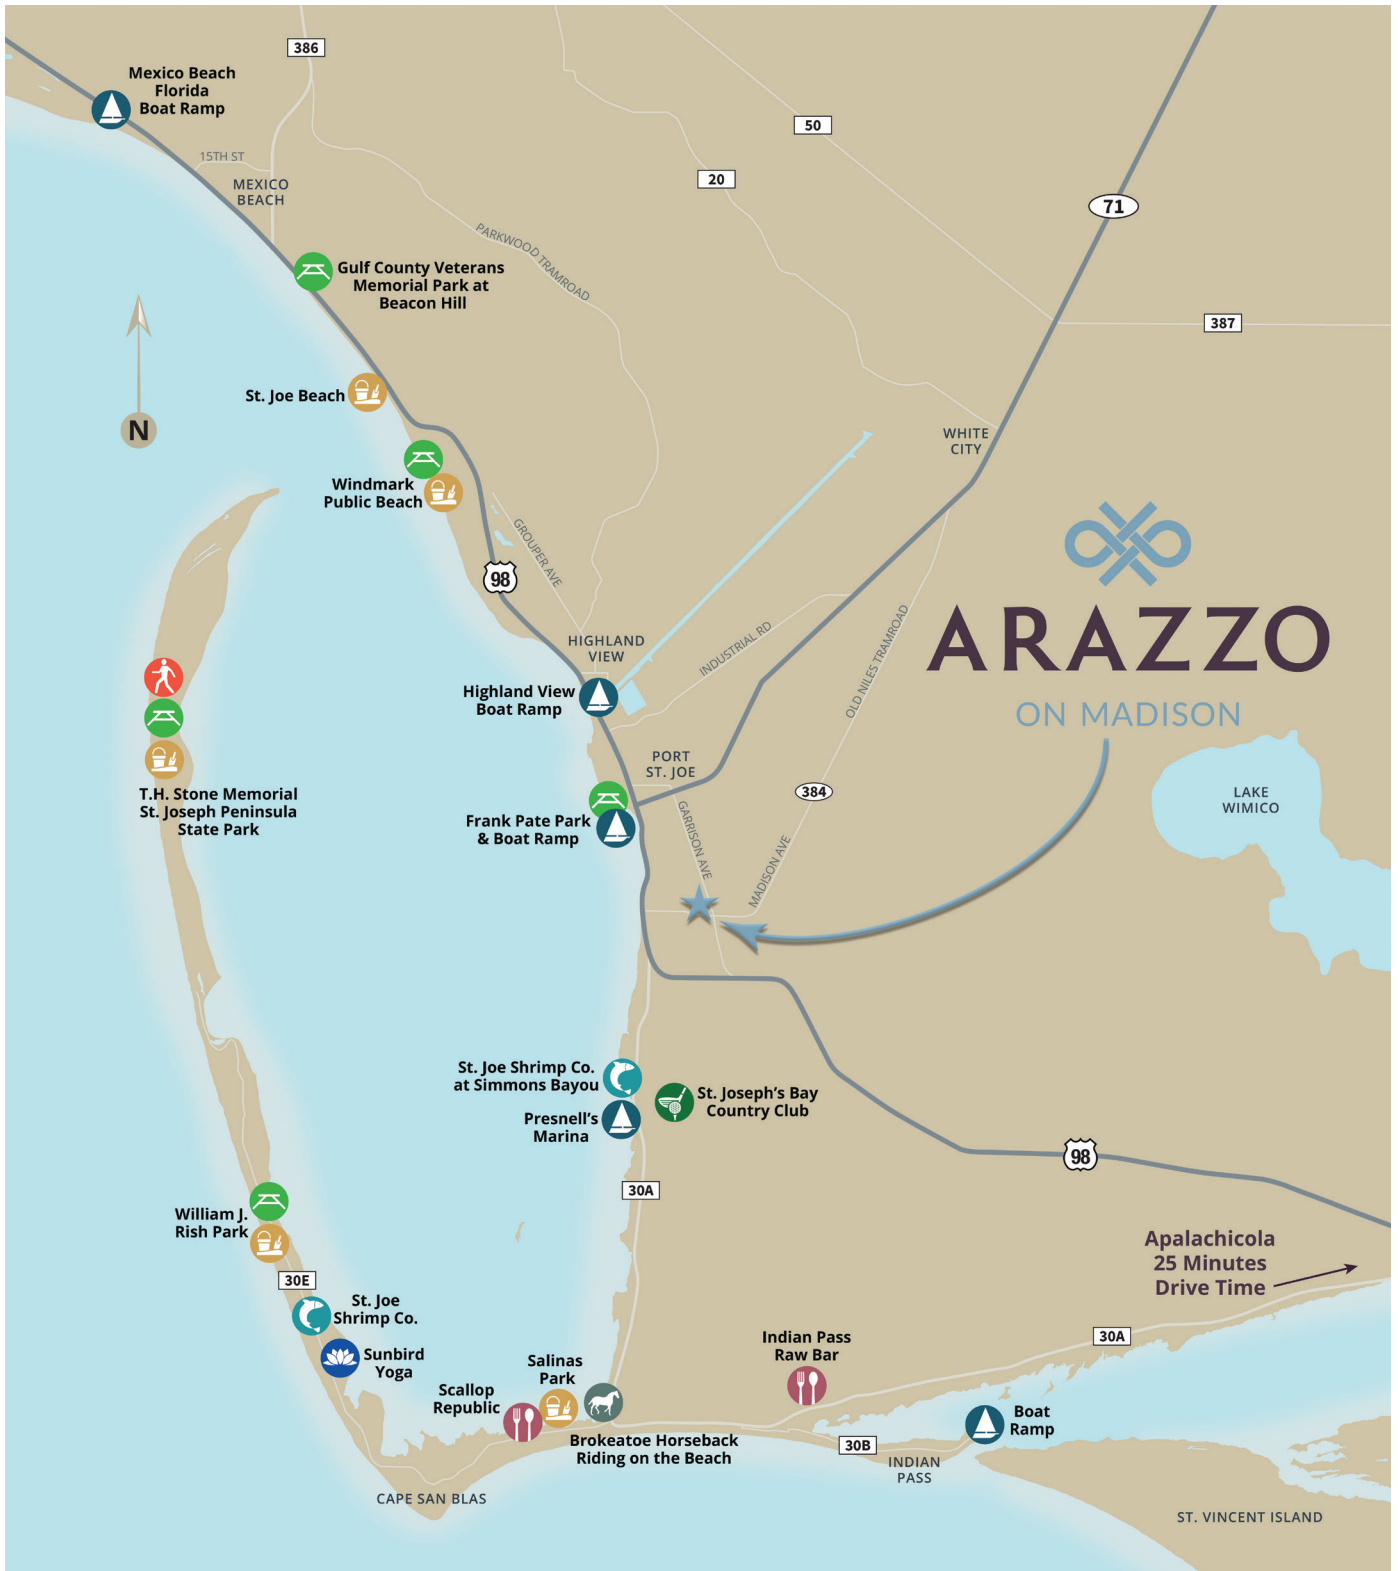 386
Mexico Beach
Florida
Boat Ramp
50
15TH ST
20
MEXICO
BEACH
71
PARKWOOD TRAMROAD
Gulf County Veterans
Memorial Park at
Beacon Hill
387
St. Joe Beach
N
WHITE
CITY
Windmark
Public Beach
GROUPER AVE
98
ARAZZO
ON MADISON
HIGHLAND
VIEW
INDUSTRIAL RD
OLD NILES TRAMROAD
Highland View
Boat Ramp
PORT
ST. JOE
384
LAKE
WIMICO
T.H. Stone Memorial
St. Joseph Peninsula
State Park
Frank Pate Park
& Boat Ramp
GARRISON AVE
MADISON AVE
St. Joe Shrimp Co.
at Simmons Bayou
St. Joseph's Bay
Country Club
Presnell's
Marina
98
30A
William J.
Rish Park
Apalachicola
25 Minutes
Drive Time
30E
St. Joe
Shrimp Co.
Sunbird
Yoga
Indian Pass
Raw Bar
30A
Salinas
Park
Scallop
Republic
Boat
Ramp
Brokeatoe Horseback
Riding on the Beach
30B
INDIAN
PASS
CAPE SAN BLAS
ST. VINCENT ISLAND